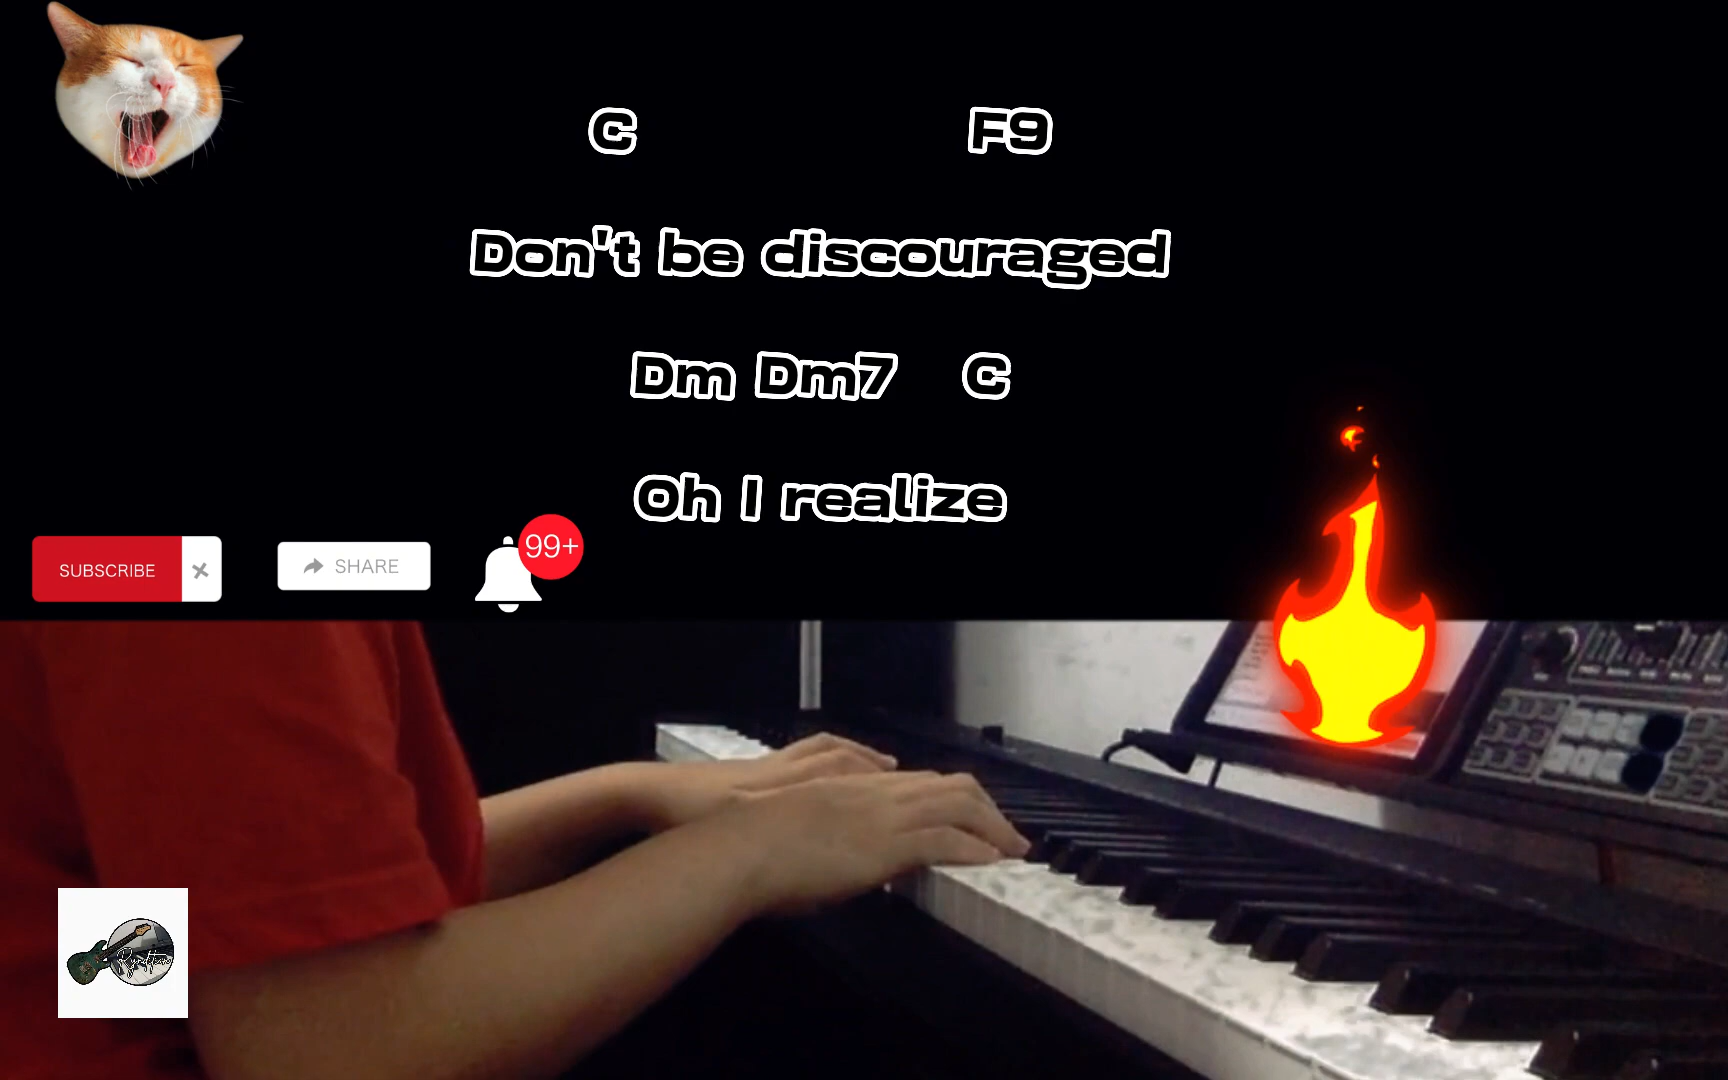 C F9
Don't be discouraged
Dm Dm7 C
Oh I realize
99+
SUBSCRIBE
SHARE